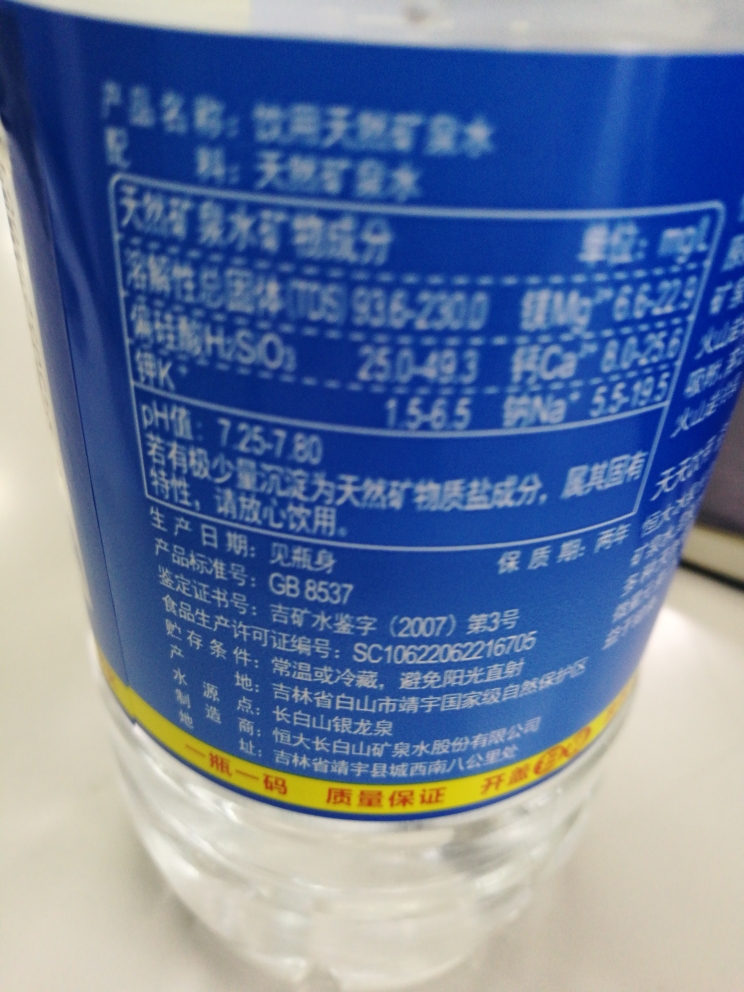 产品名称：饮用天然矿泉水
配 料：天然矿泉水
天然矿泉水矿物成分 单位：mg/L
溶解性总固体(TDS) 93.6-230.0 镁Mg²⁺ 6.6-22.9
偏硅酸H₂SiO₃ 25.0-49.3 钙Ca²⁺ 8.0-25.6
钾K⁺ 1.5-6.5 钠Na⁺ 5.5-19.5
pH值：7.25-7.80
若有极少量沉淀为天然矿物质盐成分，属其固有
特性，请放心饮用。
生产日期：见瓶身 保质期：两年
产品标准号：GB 8537
鉴定证书号：吉矿水鉴字（2007）第3号
食品生产许可证编号：SC10622062216705
贮存条件：常温或冷藏，避免阳光直射
产 地：吉林省白山市靖宇国家级自然保护区
水 源 点：长白山银龙泉
制 造 商：恒大长白山矿泉水股份有限公司
地 址：吉林省靖宇县城西南八公里处
一瓶一码 质量保证 开盖
火山
火山
天天
恒大